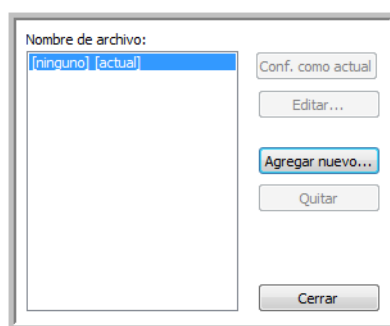 Nombre de archivo:
[ninguno] [actual]
Conf. como actual
Editar...
Agregar nuevo...
Quitar
Cerrar